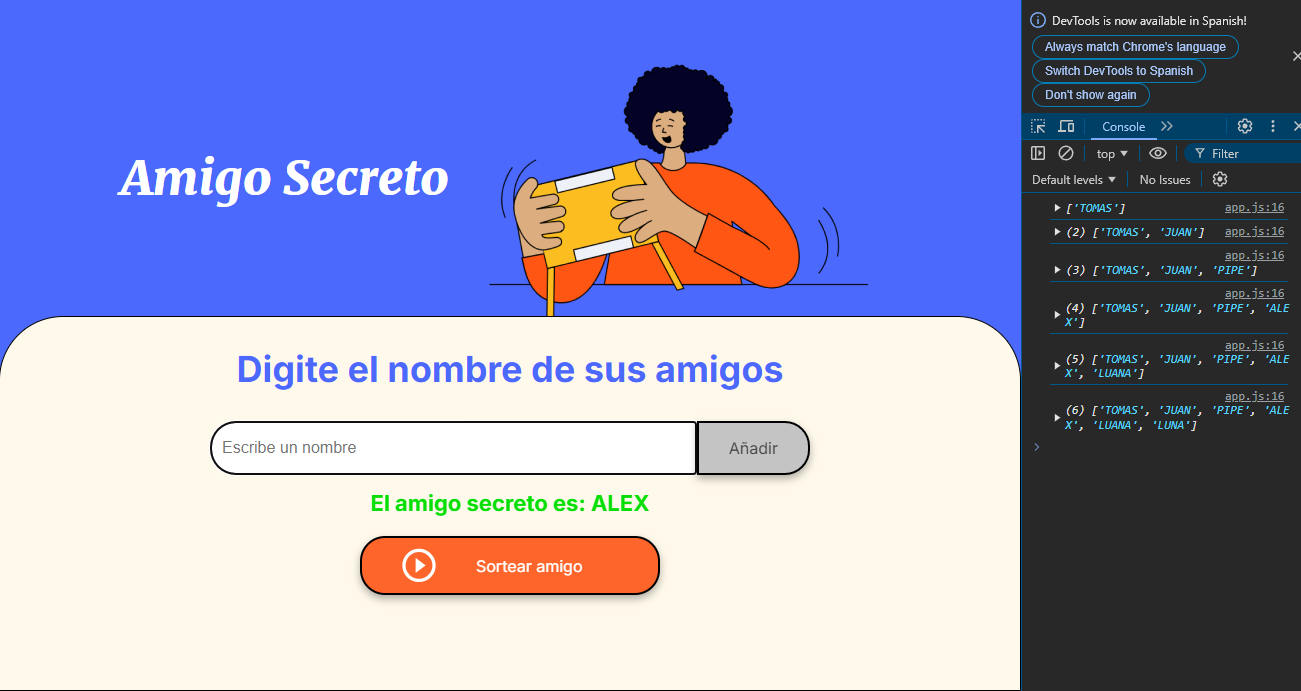 Amigo Secreto
Digite el nombre de sus amigos
Escribe un nombre
Añadir
El amigo secreto es: ALEX
Sortear amigo
DevTools is now available in Spanish!
Always match Chrome's language
Switch DevTools to Spanish
Don't show again
Console
top
Filter
Default levels
No Issues
['TOMAS'] app.js:16
(2) ['TOMAS', 'JUAN'] app.js:16
app.js:16
(3) ['TOMAS', 'JUAN', 'PIPE']
app.js:16
(4) ['TOMAS', 'JUAN', 'PIPE', 'ALE
X']
app.js:16
(5) ['TOMAS', 'JUAN', 'PIPE', 'ALE
X', 'LUANA']
app.js:16
(6) ['TOMAS', 'JUAN', 'PIPE', 'ALE
X', 'LUANA', 'LUNA']